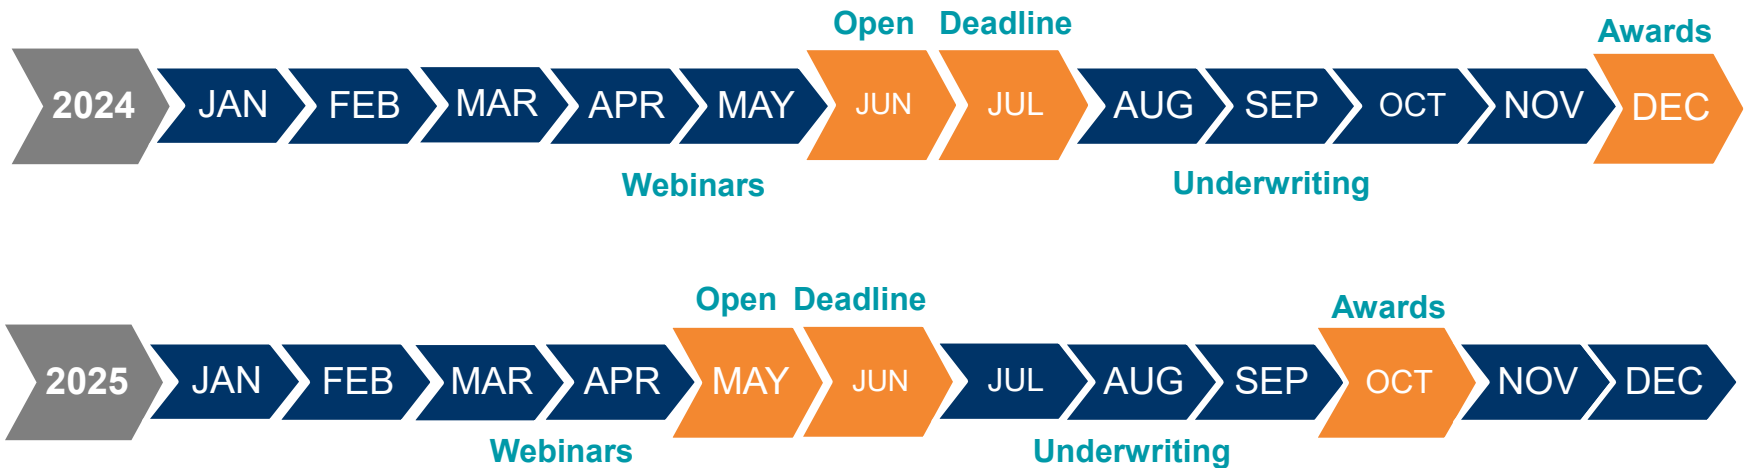 Open Deadline Awards
2024 JAN FEB MAR APR MAY JUN JUL AUG SEP OCT NOV DEC
Webinars Underwriting
Open Deadline Awards
2025 JAN FEB MAR APR MAY JUN JUL AUG SEP OCT NOV DEC
Webinars Underwriting